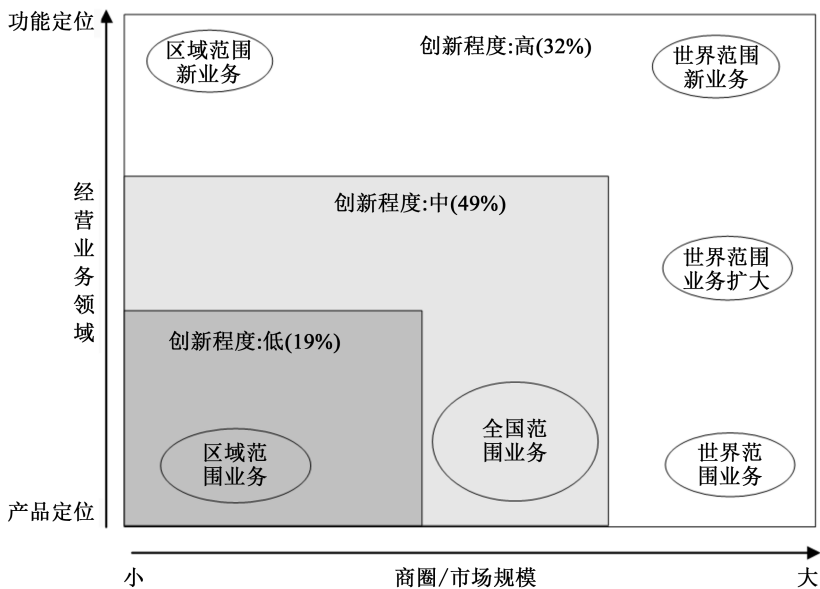 功能定位
区域范围
新业务
创新程度:高(32%)
世界范围
新业务
经营业务领域
创新程度:中(49%)
世界范围
业务扩大
创新程度:低(19%)
区域范
围业务
全国范
围业务
世界范
围业务
产品定位
小
商圈/市场规模
大